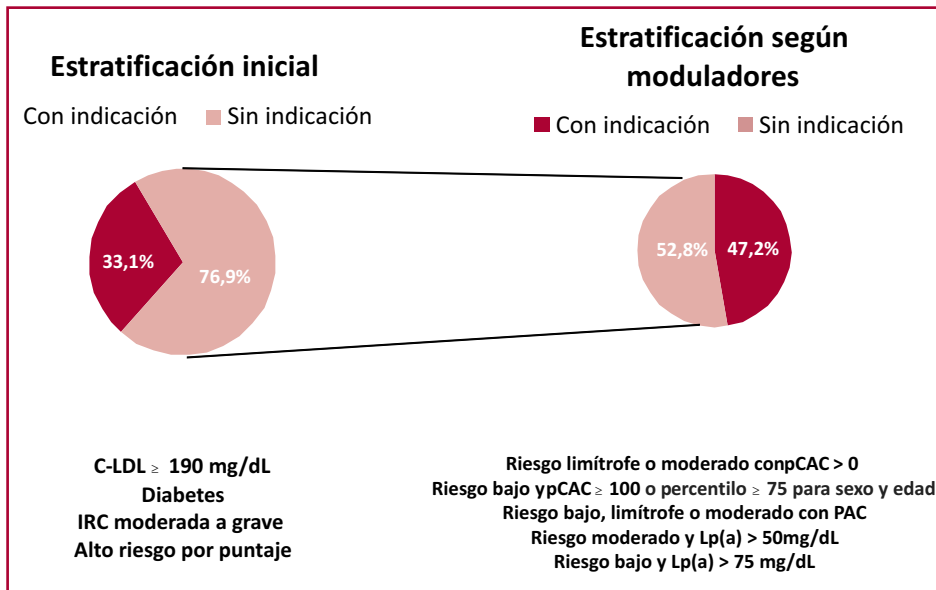 Estratificación inicial
Con indicación Sin indicación
33,1%
76,9%
C-LDL ≥ 190 mg/dL
Diabetes
IRC moderada a grave
Alto riesgo por puntaje
Estratificación según
moduladores
Con indicación Sin indicación
52,8%
47,2%
Riesgo limítrofe o moderado conpCAC > 0
Riesgo bajo ypCAC ≥ 100 o percentilo ≥ 75 para sexo y edad
Riesgo bajo, limítrofe o moderado con PAC
Riesgo moderado y Lp(a) > 50mg/dL
Riesgo bajo y Lp(a) > 75 mg/dL